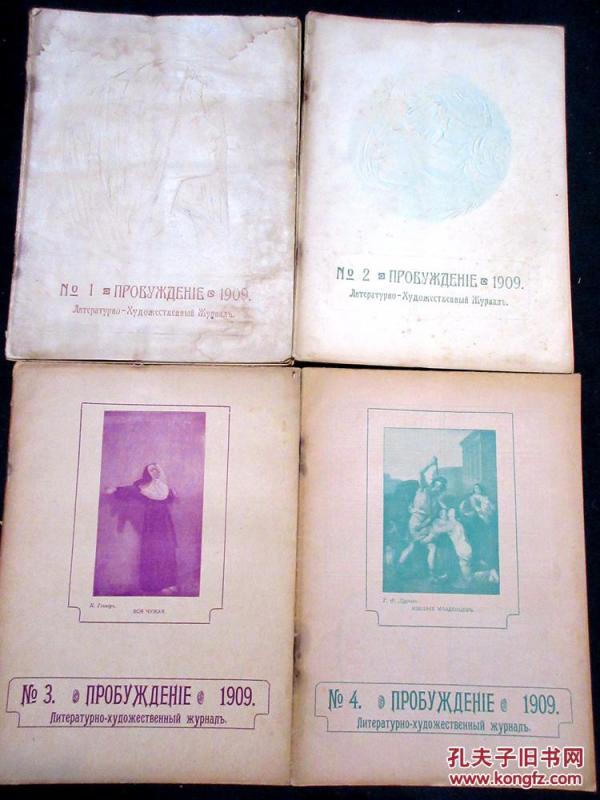 № 1 ПРОБУЖДЕНІЕ 1909.
Литературно-Художественный Журналъ.
№ 2 ПРОБУЖДЕНІЕ 1909.
Литературно-Художественный Журналъ.
ВСѢ ЧУЖАЯ.
№ 3. ПРОБУЖДЕНІЕ 1909.
Литературно-художественный журналъ.
ИЗБІЕНІЕ МЛАДЕНЦЕВЪ.
№ 4. ПРОБУЖДЕНІЕ 1909.
Литературно-художественный журналъ.
孔夫子旧书网
www.kongfz.com